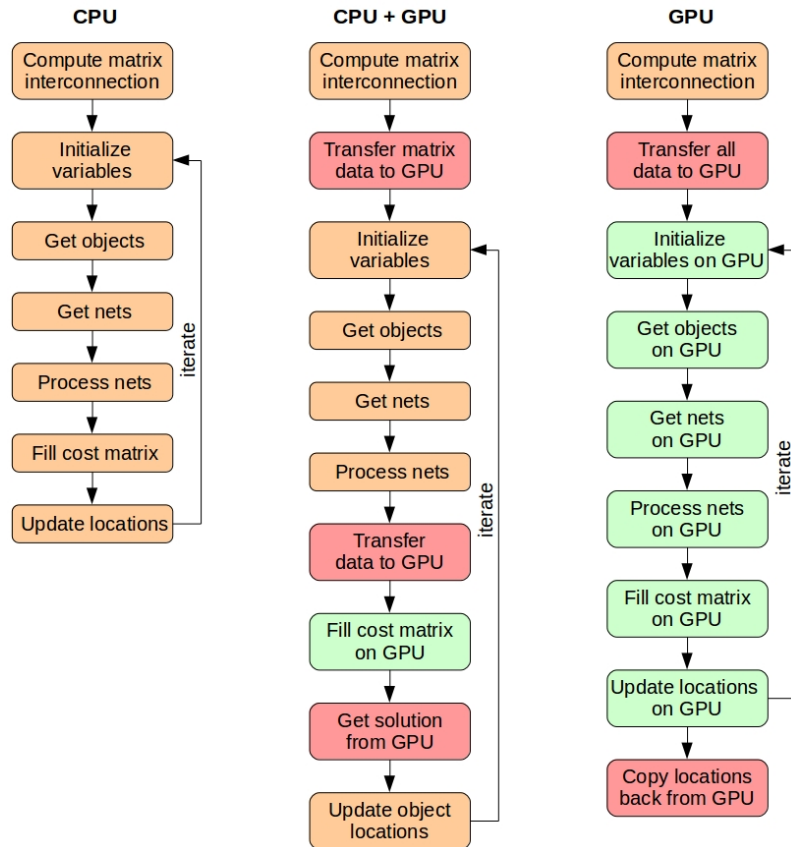 CPU
Compute matrix
interconnection
Initialize
variables
Get objects
Get nets
Process nets
Fill cost matrix
Update locations
iterate
CPU + GPU
Compute matrix
interconnection
Transfer matrix
data to GPU
Initialize
variables
Get objects
Get nets
Process nets
Transfer
data to GPU
Fill cost matrix
on GPU
Get solution
from GPU
Update object
locations
iterate
GPU
Compute matrix
interconnection
Transfer all
data to GPU
Initialize
variables on GPU
Get objects
on GPU
Get nets
on GPU
Process nets
on GPU
Fill cost matrix
on GPU
Update locations
on GPU
Copy locations
back from GPU
iterate